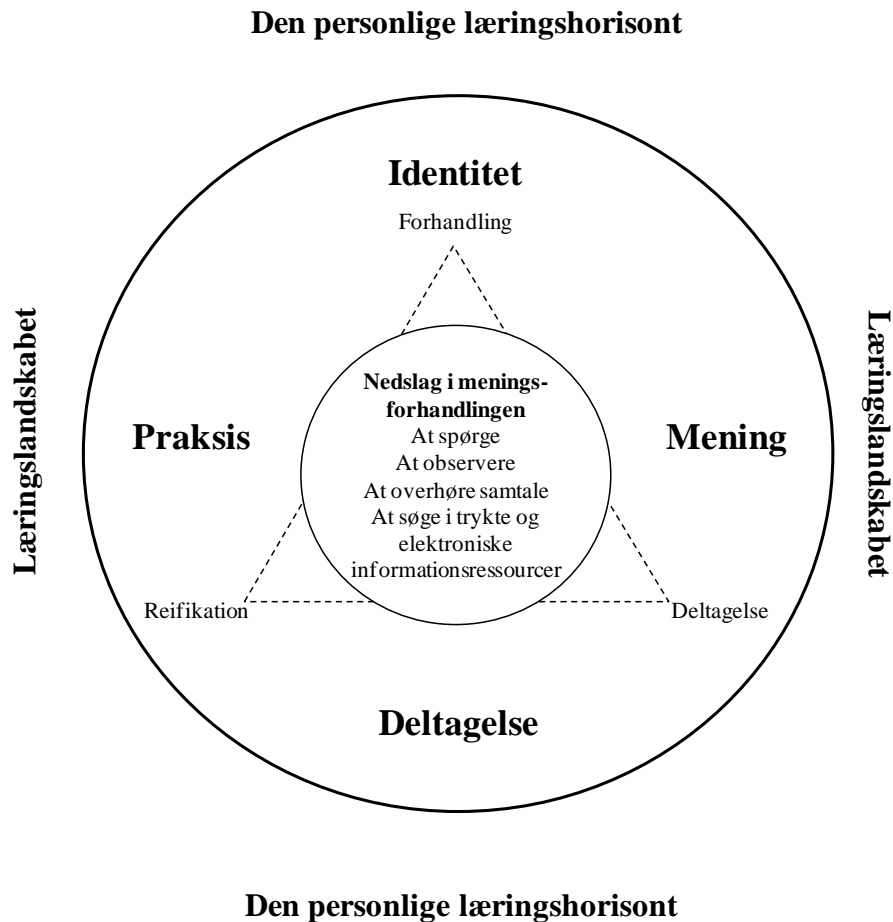 Den personlige læringshorisont
Identitet
Forhandling
Læringslandskabet
Læringslandskabet
Nedslag i menings-
forhandlingen
At spørge
At observere
At overhøre samtale
At søge i trykte og
elektroniske
informationsressourcer
Praksis
Mening
Reifikation
Deltagelse
Deltagelse
Den personlige læringshorisont